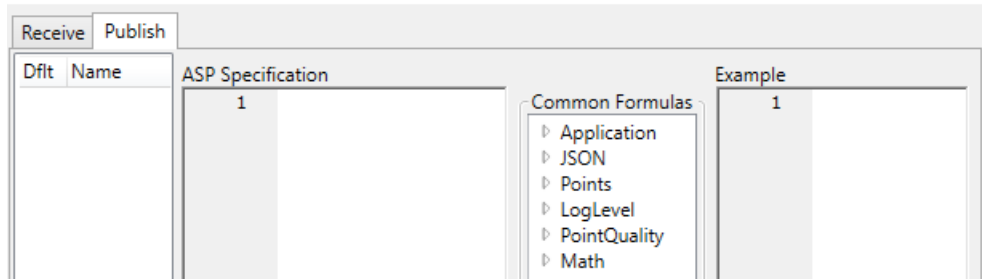 Receive Publish
Dflt Name
ASP Specification
1
Common Formulas
Application
JSON
Points
LogLevel
PointQuality
Math
Example
1